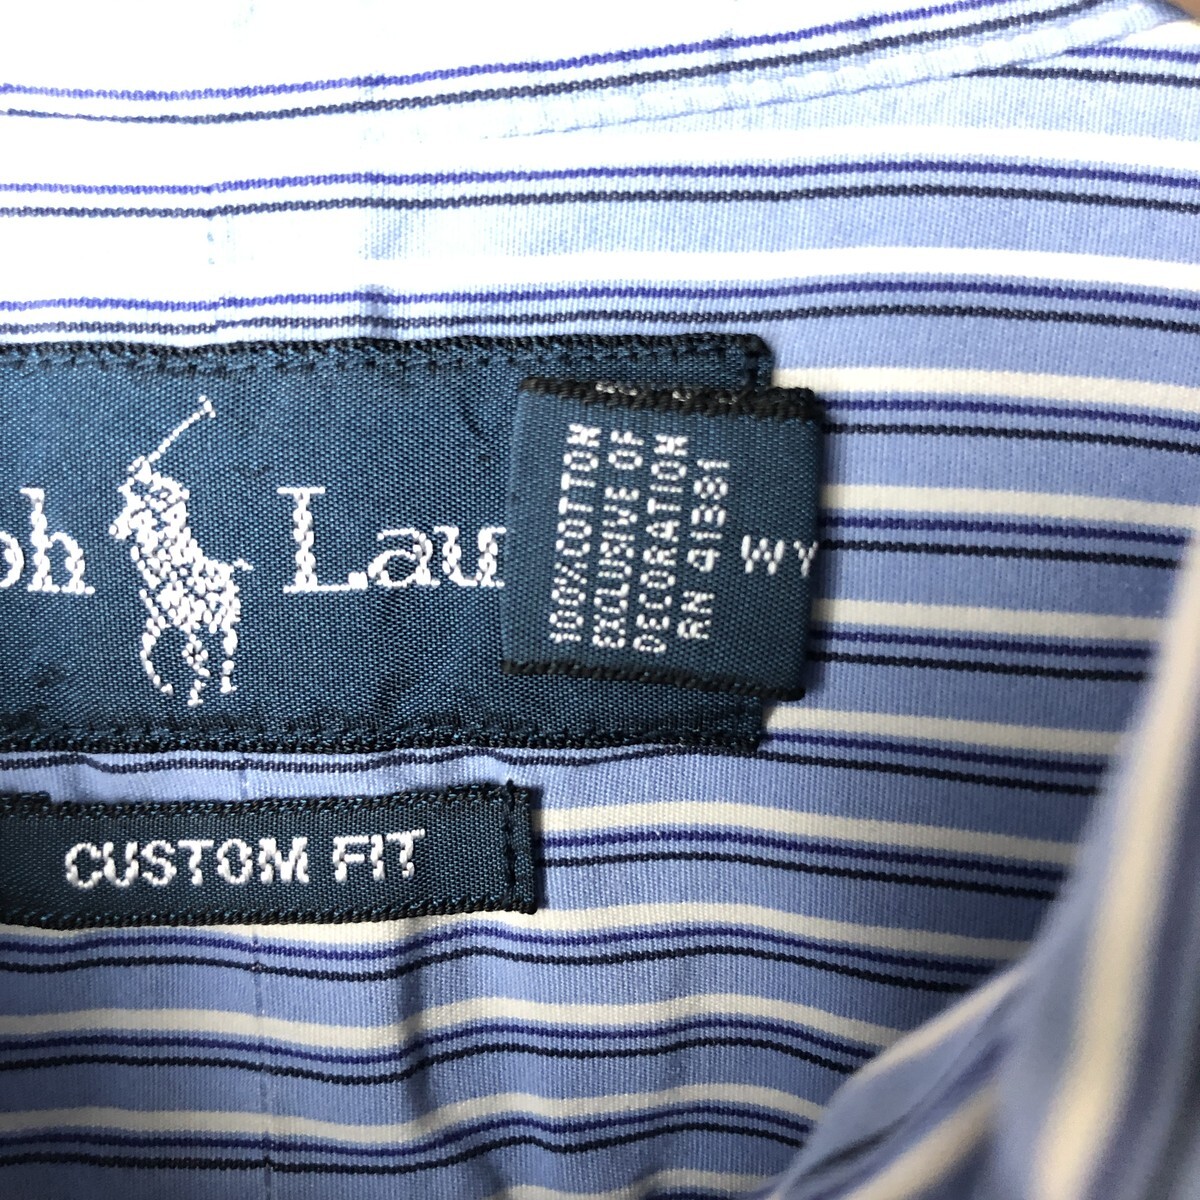 ph Lau
100% COTTON
EXCLUSIVE OF
DECORATION
RN 41381
WY
CUSTOM FIT